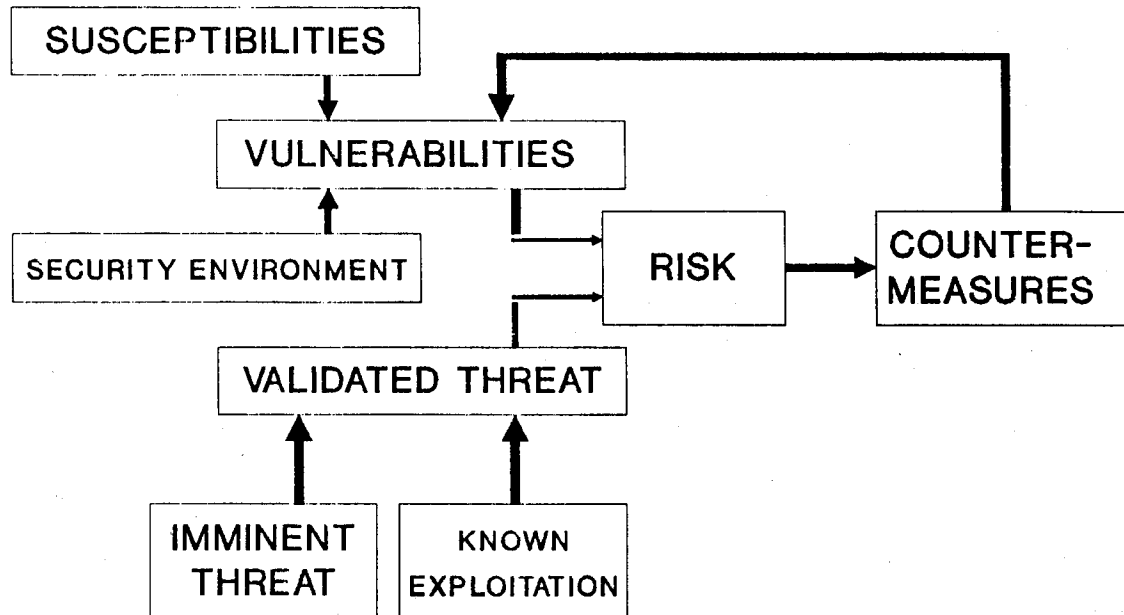 SUSCEPTIBILITIES
VULNERABILITIES
SECURITY ENVIRONMENT
RISK
COUNTER-
MEASURES
VALIDATED THREAT
IMMINENT
THREAT
KNOWN
EXPLOITATION